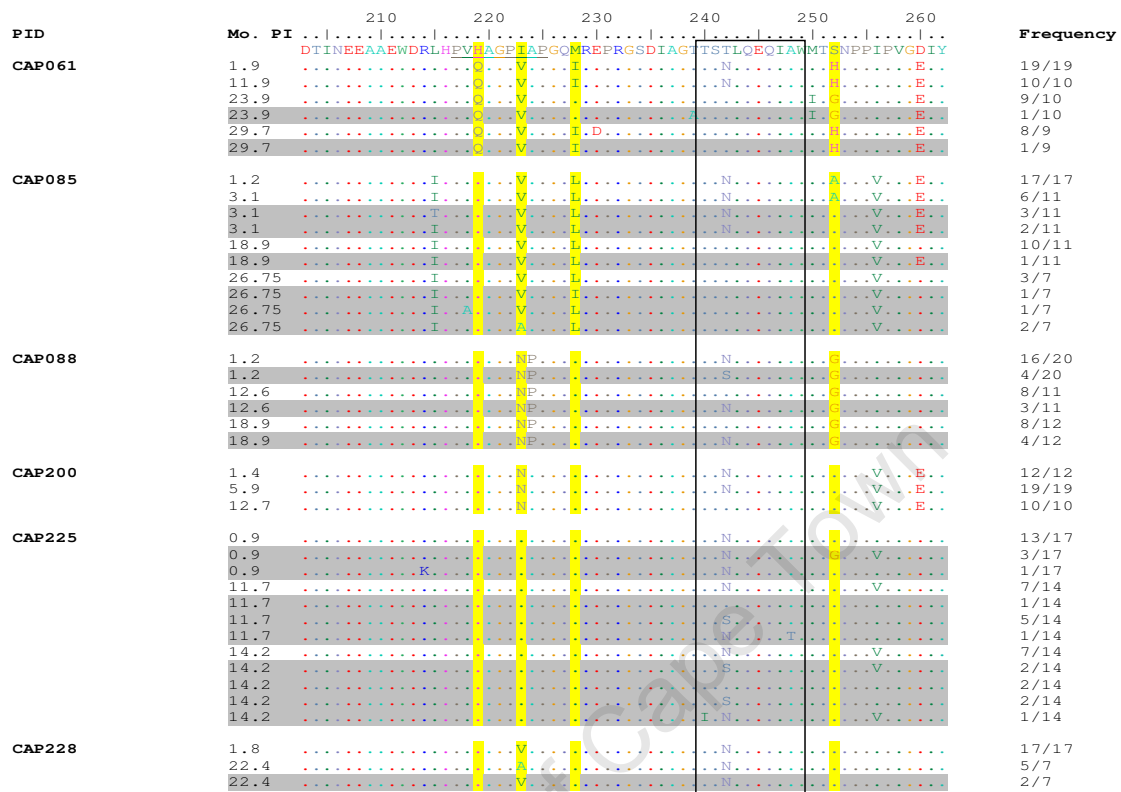 210 220 230 240 250 260
PID Mo. PI ......|....|....|....|....|....|....|....|....|....|....|.. Frequency
DTINEEAAEWDRLHPVHAGPIAPGQMREPRGSDIAGTTSTLQEQIAWMTSNPPIPVGDIY
CAP061 1.9 ................Q...V....I.............N.........H.......E.. 19/19
11.9 ................Q...V....I.............N.........H.......E.. 10/10
23.9 ................Q...V..........................I.G.......E.. 9/10
23.9 ................Q...V...............A..........I.G.......E.. 1/10
29.7 ................Q...V....I.D.....................H.......E.. 8/9
29.7 ................Q...V....I.......................H.......E.. 1/9
CAP085 1.2 ............I.......V....L.............N.........A...V...E.. 17/17
3.1 ............I.......V....L.............N.........A...V...E.. 6/11
3.1 ............T.......V....L.............N.............V...E.. 3/11
3.1 ............I.......V....L.............N.............V...E.. 2/11
18.9 ............I.......V....L...........................V...... 10/11
18.9 ............I.......V....L...........................V...E.. 1/11
26.75 ............I.......V....L...........................V...... 3/7
26.75 ............I.......V....I...........................V...... 1/7
26.75 ............I..A....V....L...........................V...... 1/7
26.75 ............I.......A....L...........................V...... 2/7
CAP088 1.2 ....................NP.................N.........G.......... 16/20
1.2 ....................NP.................S.........G.......... 4/20
12.6 ....................NP...........................G.......... 8/11
12.6 ....................NP.................N.........G.......... 3/11
18.9 ....................NP...................................... 8/12
18.9 ....................NP.................N.........G.......... 4/12
CAP200 1.4 ....................N..................N.............V...E.. 12/12
5.9 ....................N..................N.............V...E.. 19/19
12.7 ....................N................................V...E.. 10/10
CAP225 0.9 .......................................N.................... 13/17
0.9 .......................................N.........G...V...... 3/17
0.9 ...........K...........................N.................... 1/17
11.7 .......................................N.............V...... 7/14
11.7 ............................................................ 1/14
11.7 .......................................S.................... 5/14
11.7 .......................................N.....T.............. 1/14
14.2 .......................................N.............V...... 7/14
14.2 .......................................S.............V...... 2/14
14.2 ............................................................ 2/14
14.2 .......................................S.................... 2/14
14.2 .....................................I.N.............V...... 1/14
CAP228 1.8 ....................V..................N.................... 17/17
22.4 ....................A..................N.................... 5/7
22.4 ....................V..................N.................... 2/7
f Cape Town